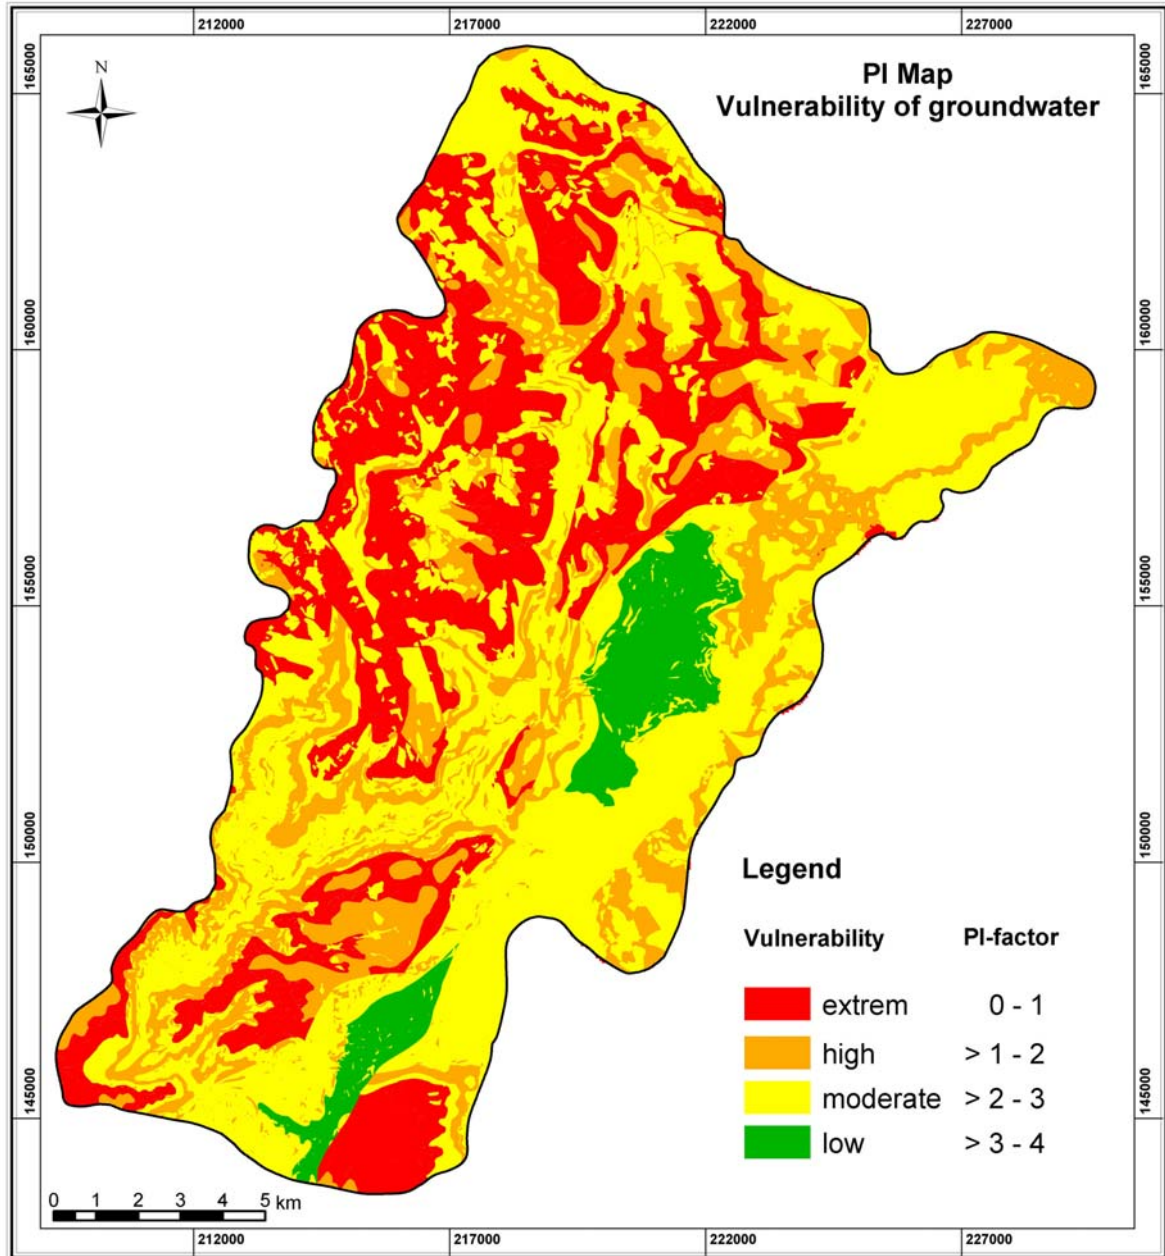 212000 217000 222000 227000
165000 165000
N
PI Map
Vulnerability of groundwater
160000 160000
155000 155000
150000 150000
Legend
Vulnerability PI-factor
extrem 0 - 1
high > 1 - 2
moderate > 2 - 3
low > 3 - 4
145000 145000
0 1 2 3 4 5 km
212000 217000 222000 227000